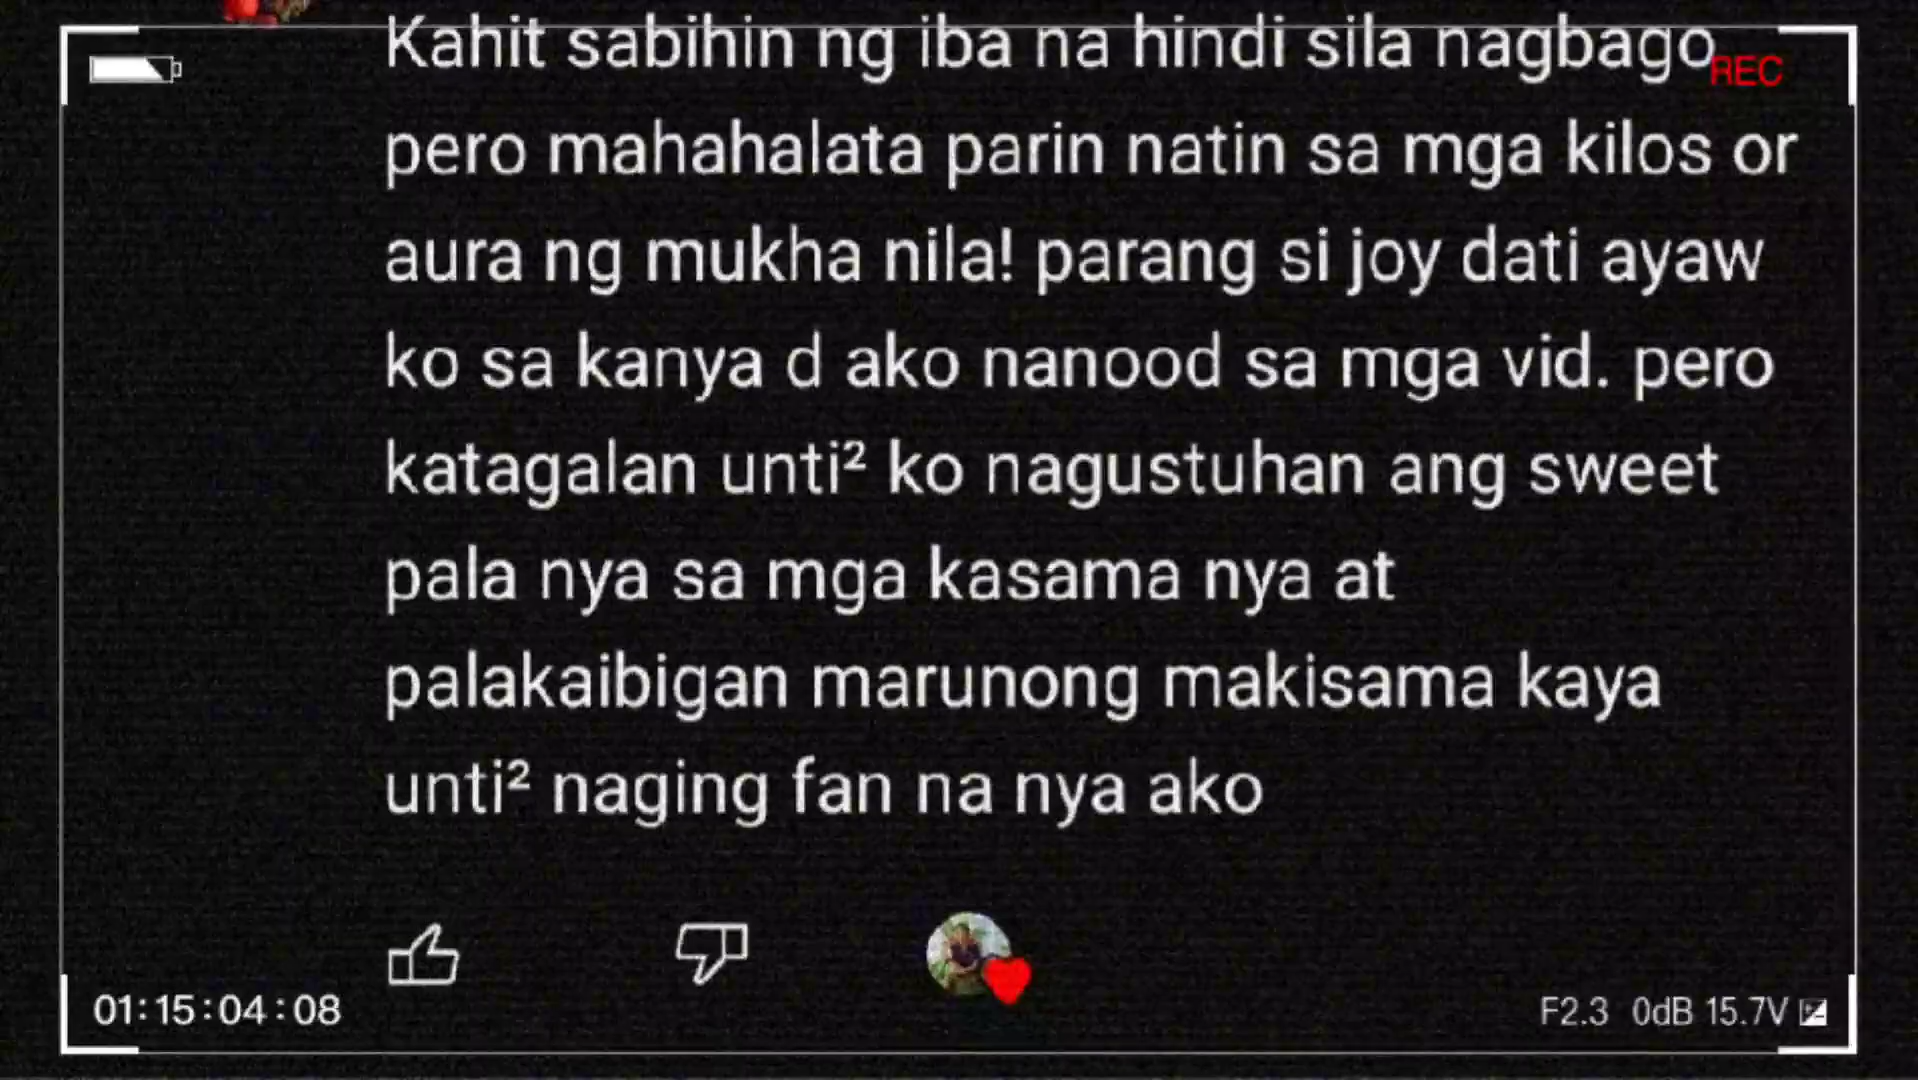 Kahit sabihin ng iba na hindi sila nagbago
REC
pero mahahalata parin natin sa mga kilos or
aura ng mukha nila! parang si joy dati ayaw
ko sa kanya d ako nanood sa mga vid. pero
katagalan unti² ko nagustuhan ang sweet
pala nya sa mga kasama nya at
palakaibigan marunong makisama kaya
unti² naging fan na nya ako
01:15:04:08
F2.3 0dB 15.7V